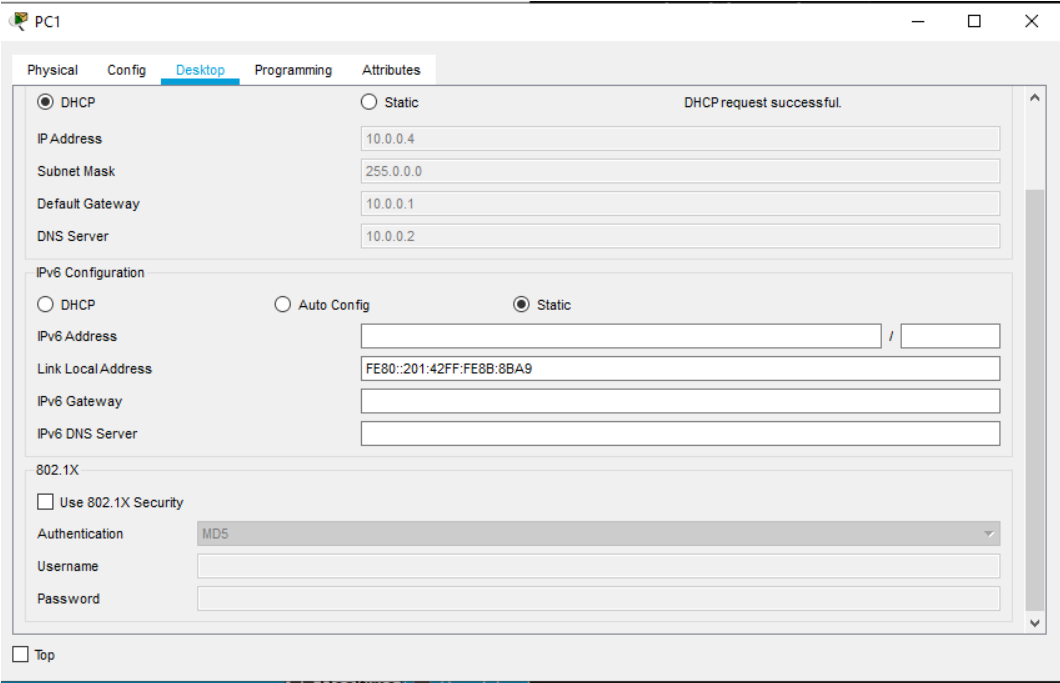 PC1
Physical Config Desktop Programming Attributes
DHCP Static DHCP request successful.
IP Address 10.0.0.4
Subnet Mask 255.0.0.0
Default Gateway 10.0.0.1
DNS Server 10.0.0.2
IPv6 Configuration
DHCP Auto Config Static
IPv6 Address /
Link Local Address FE80::201:42FF:FE8B:8BA9
IPv6 Gateway
IPv6 DNS Server
802.1X
Use 802.1X Security
Authentication MD5
Username
Password
Top